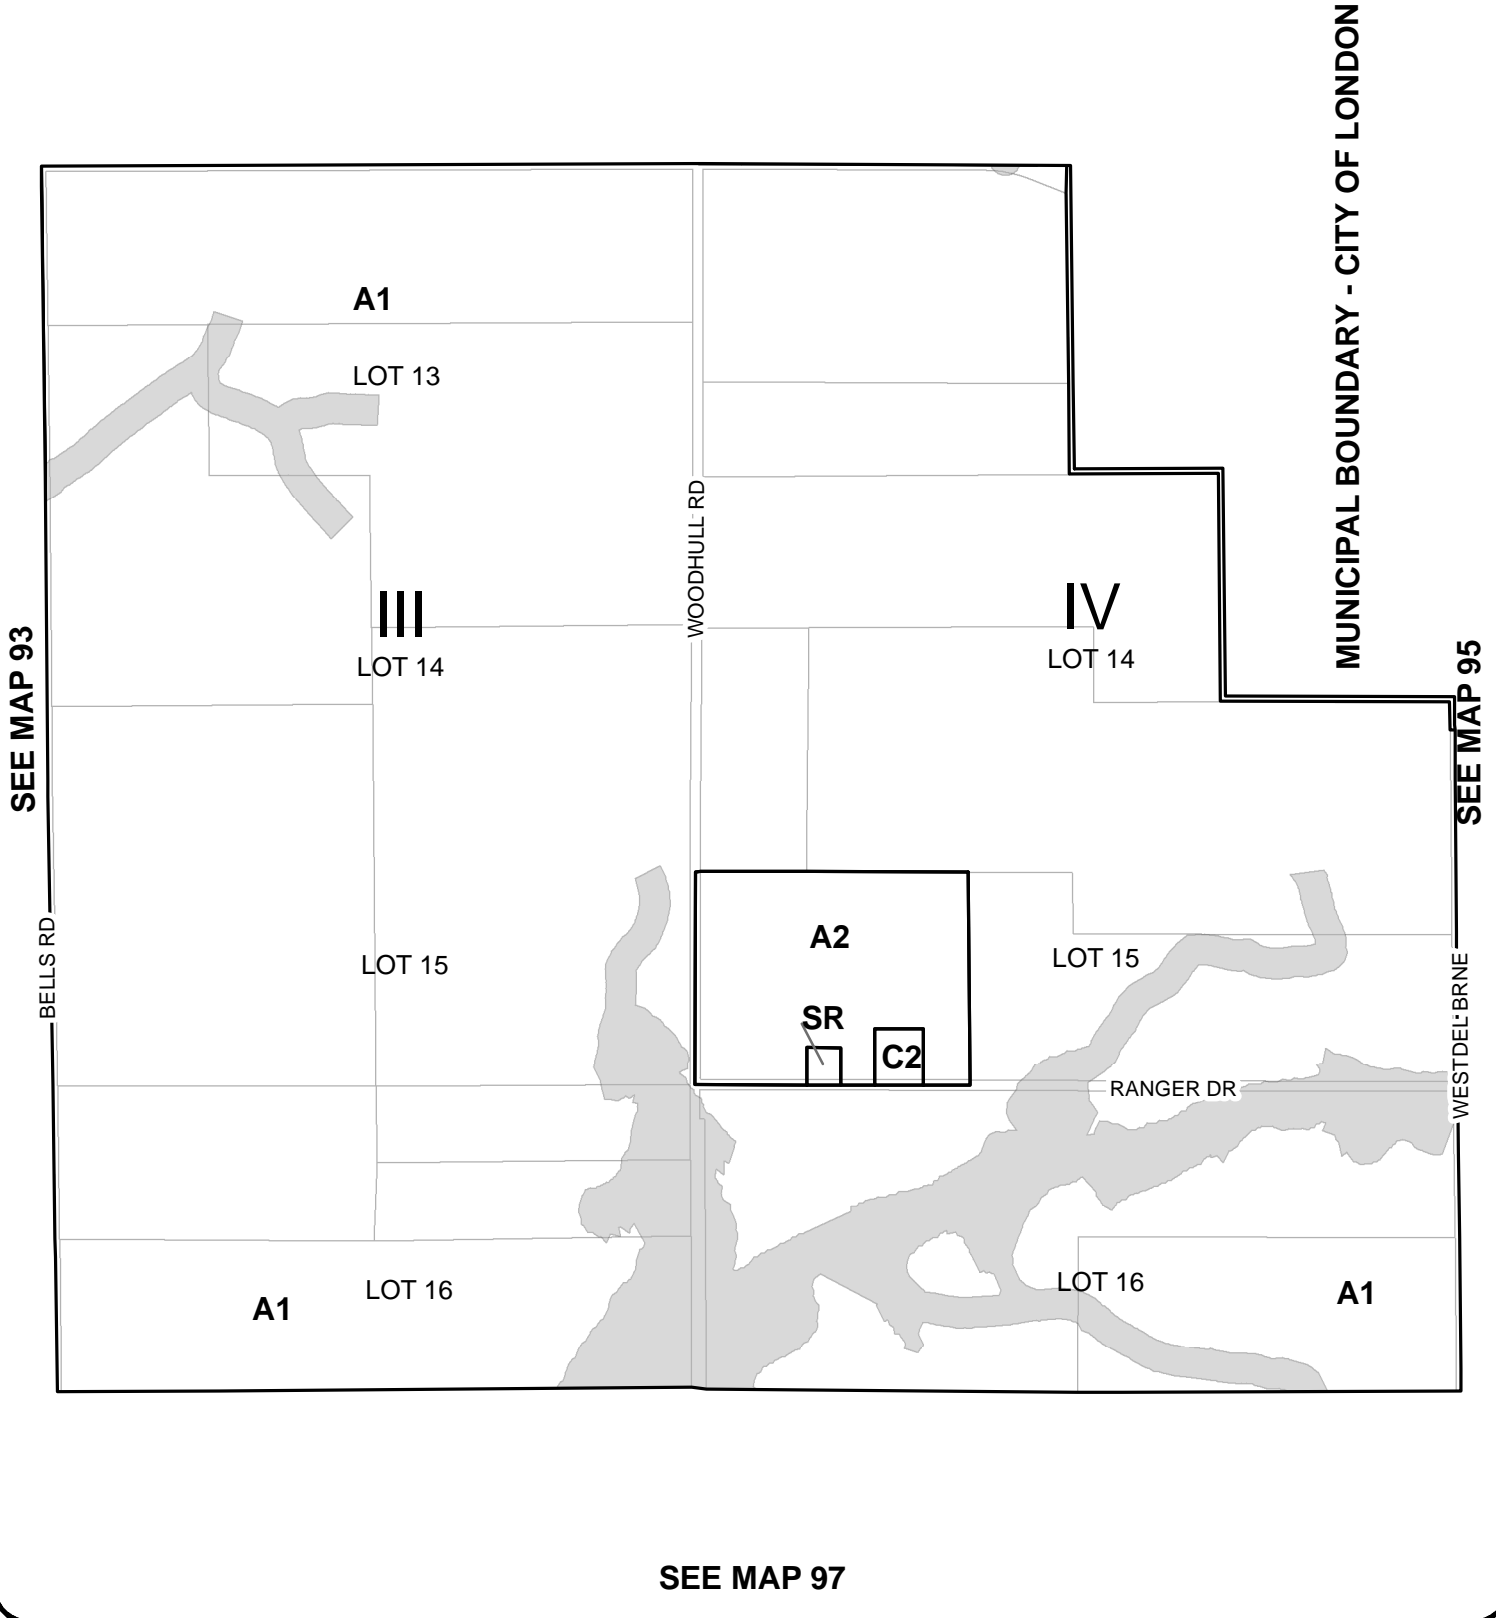 MUNICIPAL BOUNDARY - CITY OF LONDON
A1
LOT 13
WOODHULL RD
III
IV
LOT 14
LOT 14
SEE MAP 93
SEE MAP 95
A2
BELLS RD
LOT 15
LOT 15
WESTDEL BRNE
SR
C2
RANGER DR
LOT 16
LOT 16
A1
A1
SEE MAP 97